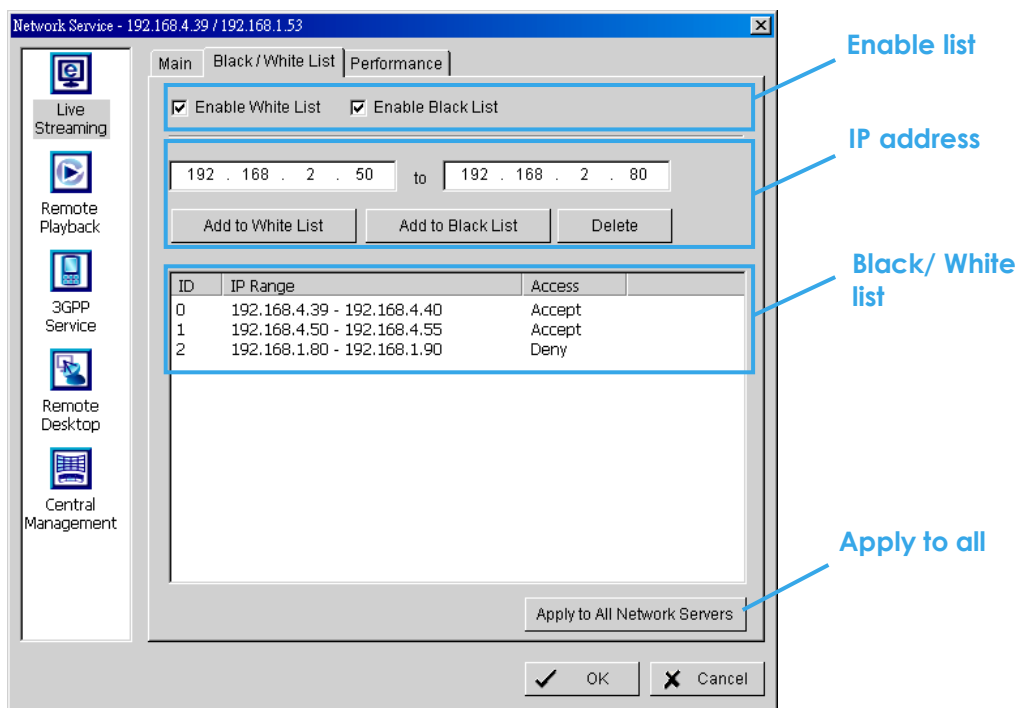 Network Service - 192.168.4.39 / 192.168.1.53
Live
Streaming
Remote
Playback
3GPP
Service
Remote
Desktop
Central
Management
Main Black / White List Performance
Enable White List Enable Black List
192 . 168 . 2 . 50 to 192 . 168 . 2 . 80
Add to White List Add to Black List Delete
ID IP Range Access
0 192.168.4.39 - 192.168.4.40 Accept
1 192.168.4.50 - 192.168.4.55 Accept
2 192.168.1.80 - 192.168.1.90 Deny
Apply to All Network Servers
OK Cancel
Enable list
IP address
Black/ White
list
Apply to all